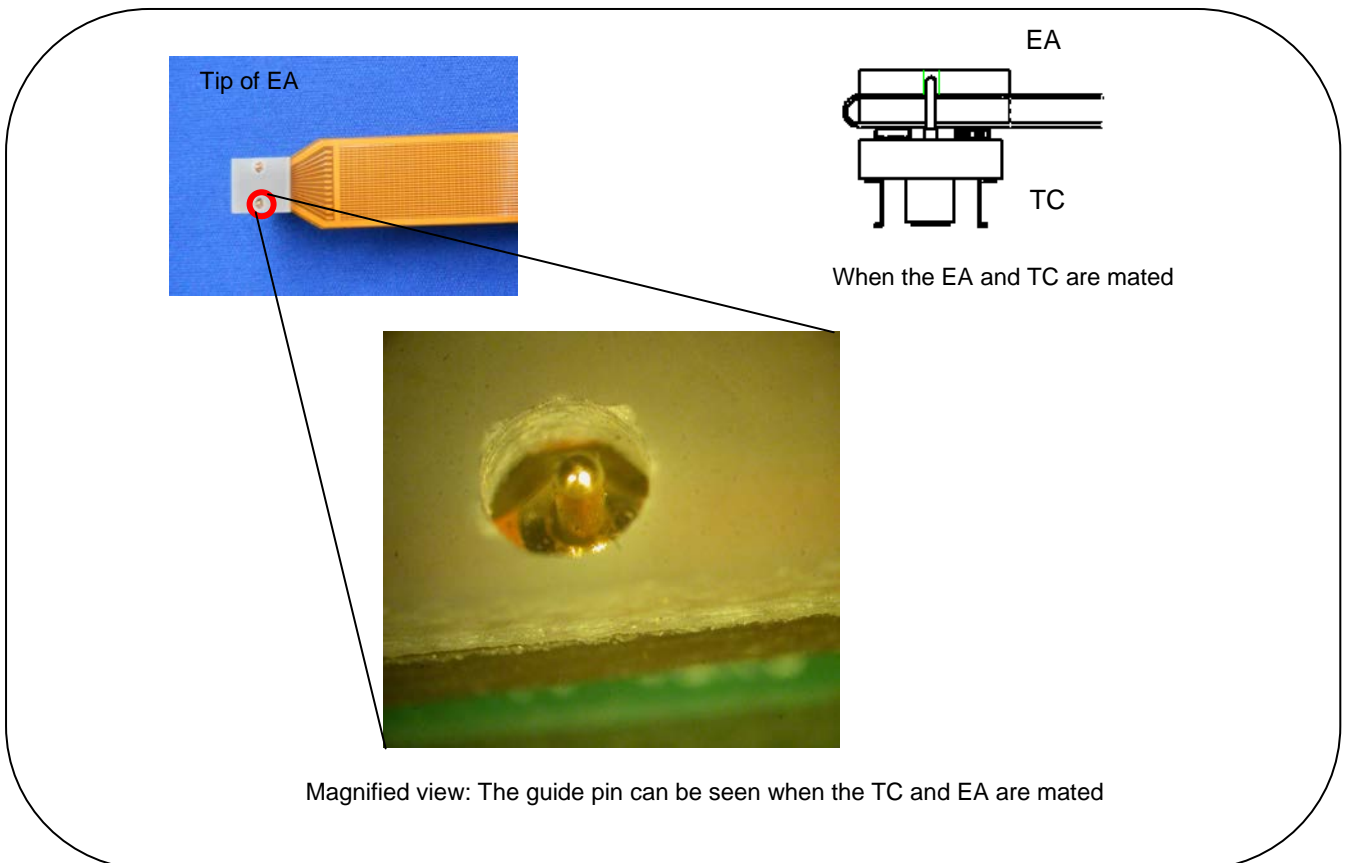 Tip of EA
EA
TC
When the EA and TC are mated
Magnified view: The guide pin can be seen when the TC and EA are mated